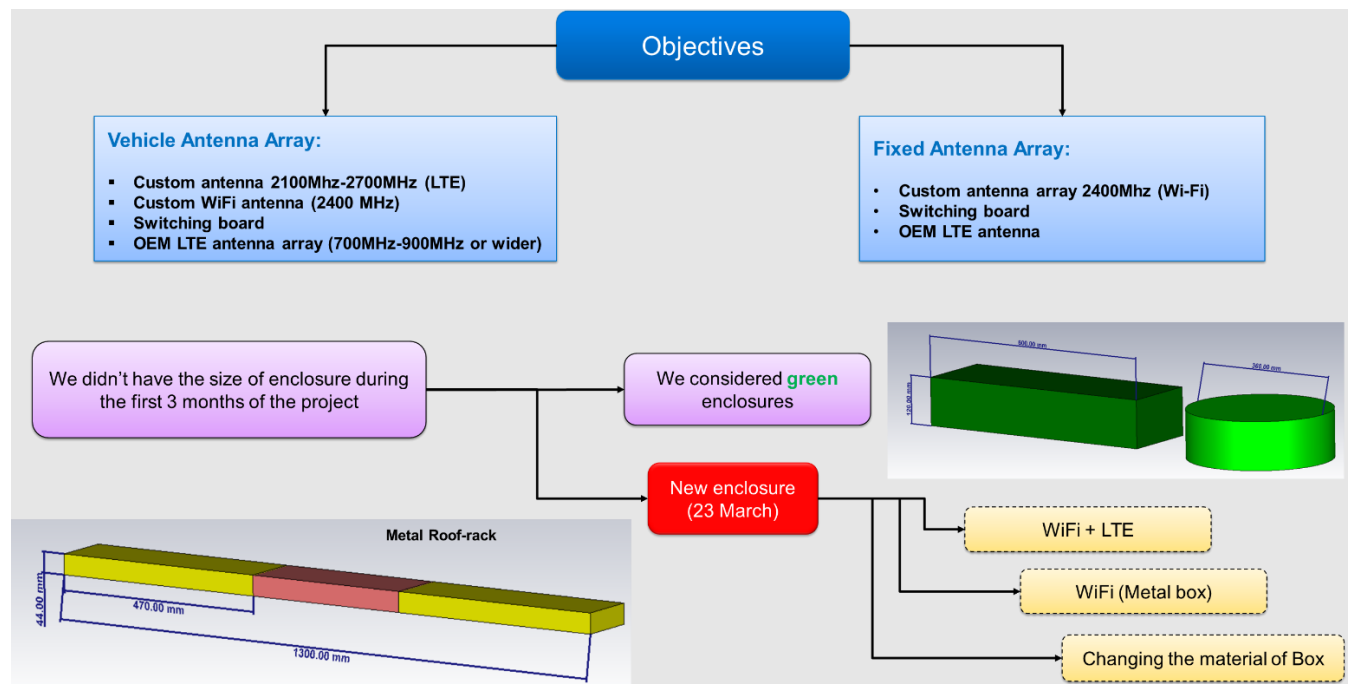 Objectives
Vehicle Antenna Array:
▪ Custom antenna 2100Mhz-2700MHz (LTE)
▪ Custom WiFi antenna (2400 MHz)
▪ Switching board
▪ OEM LTE antenna array (700MHz-900MHz or wider)
Fixed Antenna Array:
• Custom antenna array 2400Mhz (Wi-Fi)
• Switching board
• OEM LTE antenna
We didn’t have the size of enclosure during
the first 3 months of the project
We considered green
enclosures
120.00 mm
New enclosure
(23 March)
WiFi + LTE
WiFi (Metal box)
Changing the material of Box
Metal Roof-rack
44.00 mm
470.00 mm
1300.00 mm